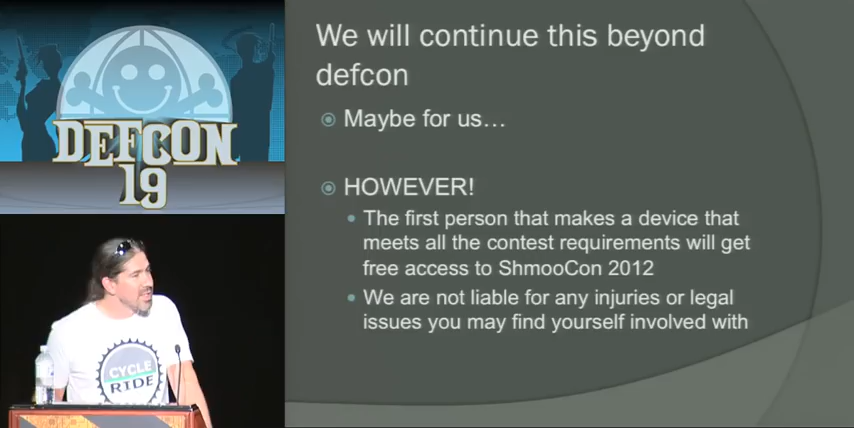 DEFCON
19
We will continue this beyond
defcon
Maybe for us…
HOWEVER!
The first person that makes a device that
meets all the contest requirements will get
free access to ShmooCon 2012
We are not liable for any injuries or legal
issues you may find yourself involved with
CYCLE
RIDE